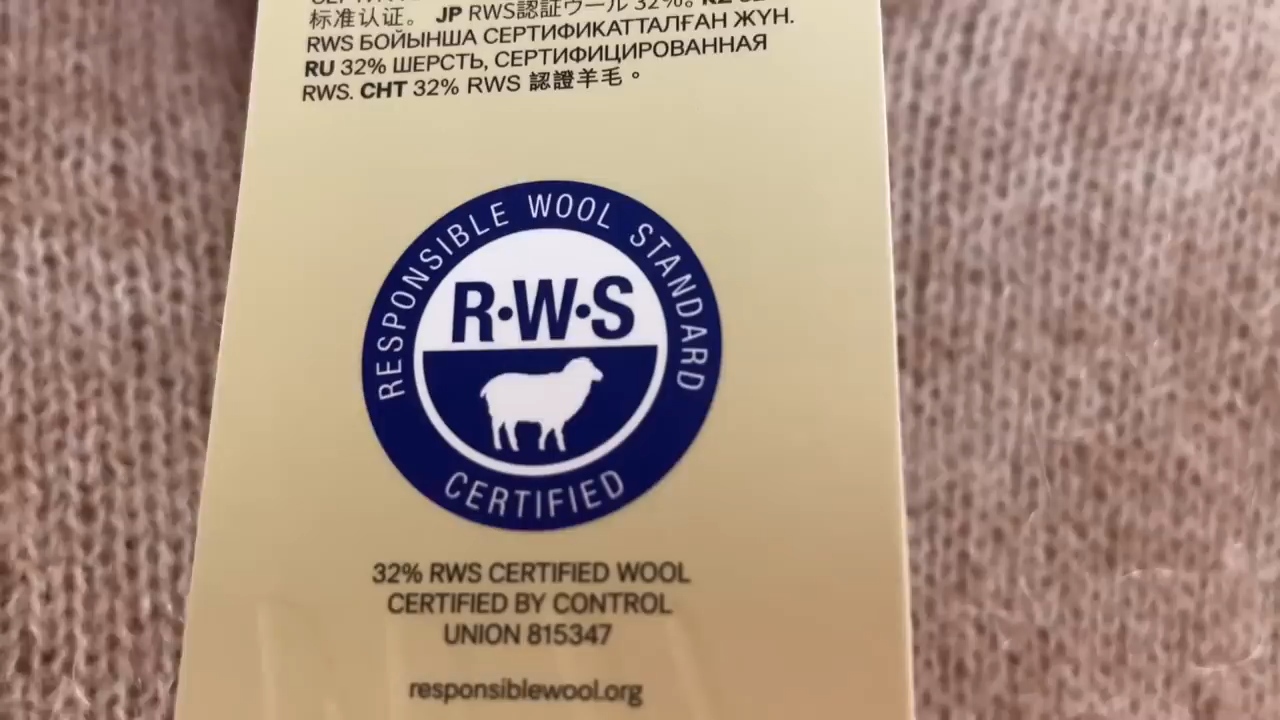 标准认证。 JP RWS認証ウール 32%。
RWS БОЙЫНША СЕРТИФИКАТТАЛҒАН ЖҮН.
RU 32% ШЕРСТЬ, СЕРТИФИЦИРОВАННАЯ
RWS. CHT 32% RWS 認證羊毛。
RESPONSIBLE WOOL STANDARD
R·W·S
CERTIFIED
32% RWS CERTIFIED WOOL
CERTIFIED BY CONTROL
UNION 815347
responsiblewool.org